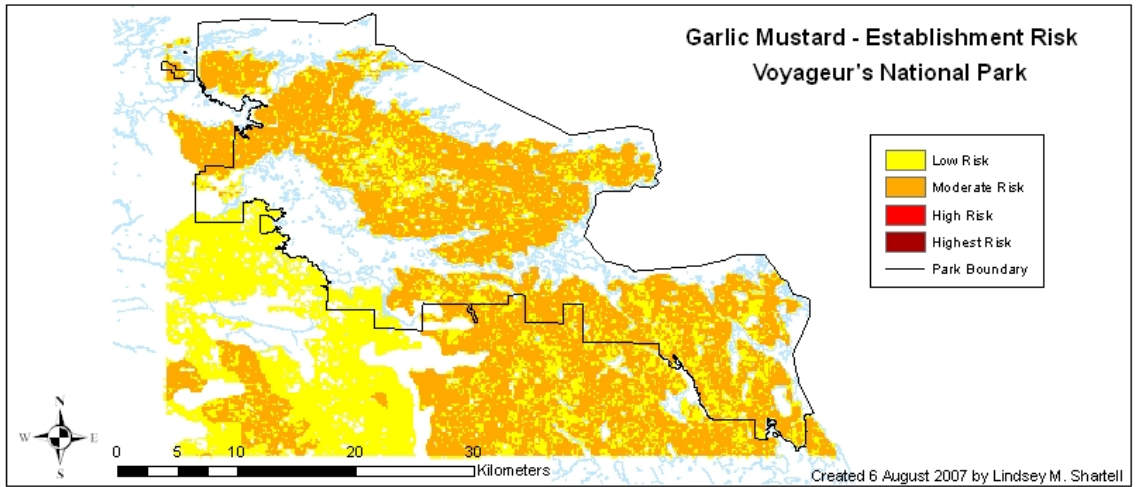 Garlic Mustard - Establishment Risk
Voyageur's National Park
Low Risk
Moderate Risk
High Risk
Highest Risk
Park Boundary
N
W E
S
0 5 10 20 30
Kilometers
Created 6 August 2007 by Lindsey M. Shartell